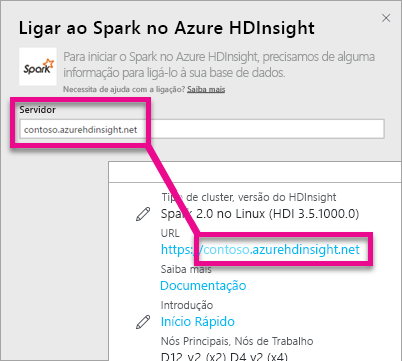 Ligar ao Spark no Azure HDInsight
Spark
Para iniciar o Spark no Azure HDInsight, precisamos de alguma
informação para ligá-lo à sua base de dados.
Necessita de ajuda com a ligação? Saiba mais
Servidor
contoso.azurehdinsight.net
Tipo de cluster, versão do HDInsight
Spark 2.0 no Linux (HDI 3.5.1000.0)
URL
https://contoso.azurehdinsight.net
Saiba mais
Documentação
Introdução
Início Rápido
Nós Principais, Nós de Trabalho
D12 v2 (x2) D4 v2 (x4)